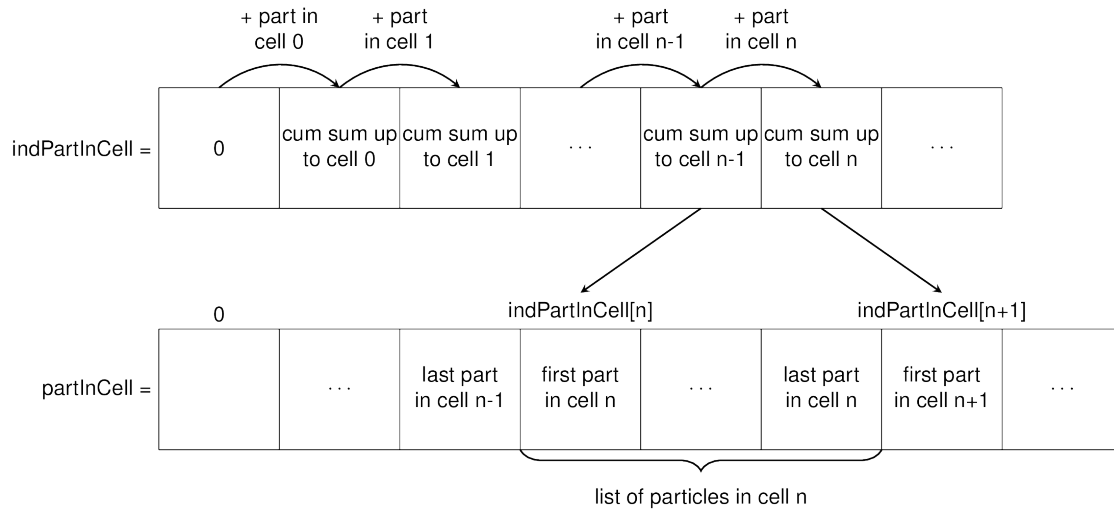 + part in
cell 0
+ part
in cell 1
+ part
in cell n-1
+ part
in cell n
indPartInCell =
0
cum sum up
to cell 0
cum sum up
to cell 1
...
cum sum up
to cell n-1
cum sum up
to cell n
...
0
indPartInCell[n]
indPartInCell[n+1]
partInCell =
...
last part
in cell n-1
first part
in cell n
...
last part
in cell n
first part
in cell n+1
...
list of particles in cell n